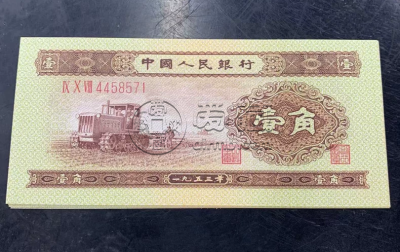 壹 中國人民銀行 壹
IV X VIII 4458571
壹角
壹角 一九五三年 壹角